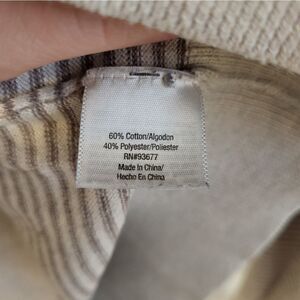 60% Cotton/Algodon
40% Polyester/Poliester
RN#93677
Made In China/
Hecho En China